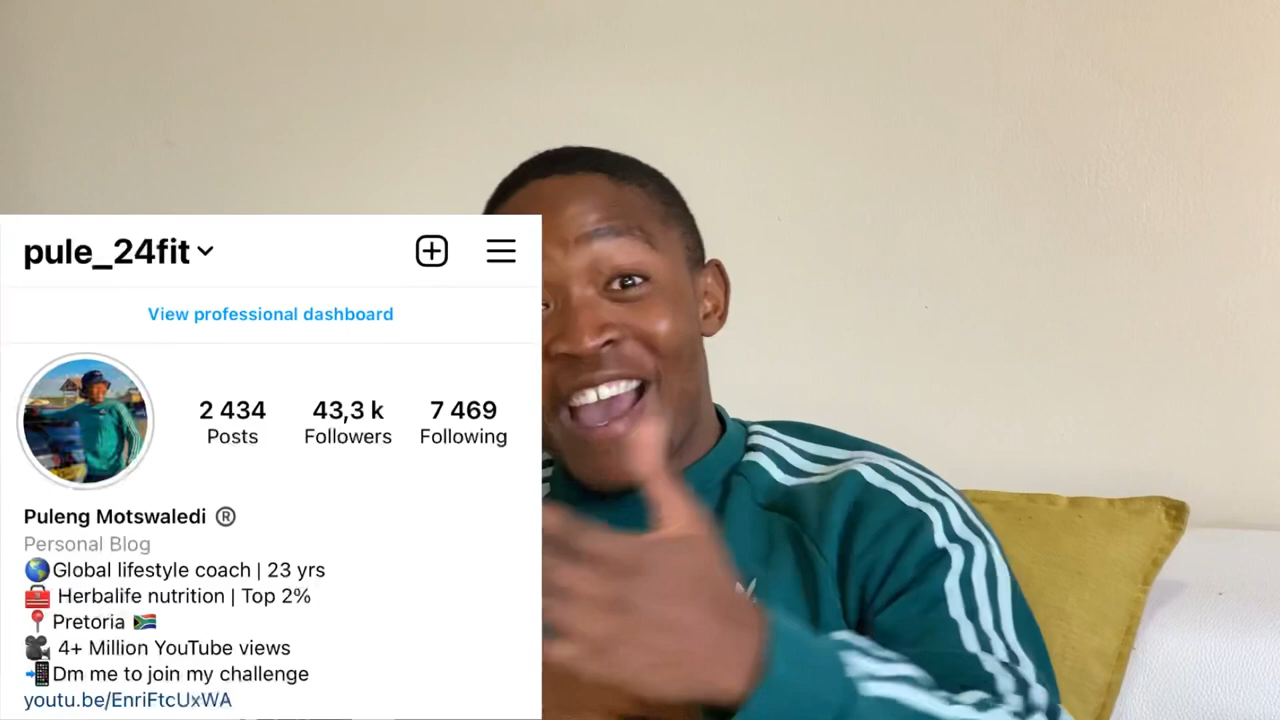 pule_24fit
View professional dashboard
2 434 43,3 k 7 469
Posts Followers Following
Puleng Motswaledi ®
Personal Blog
🌎Global lifestyle coach | 23 yrs
🧰 Herbalife nutrition | Top 2%
📍Pretoria 🇿🇦
🎥 4+ Million YouTube views
📲Dm me to join my challenge
youtu.be/EnriFtcUxWA